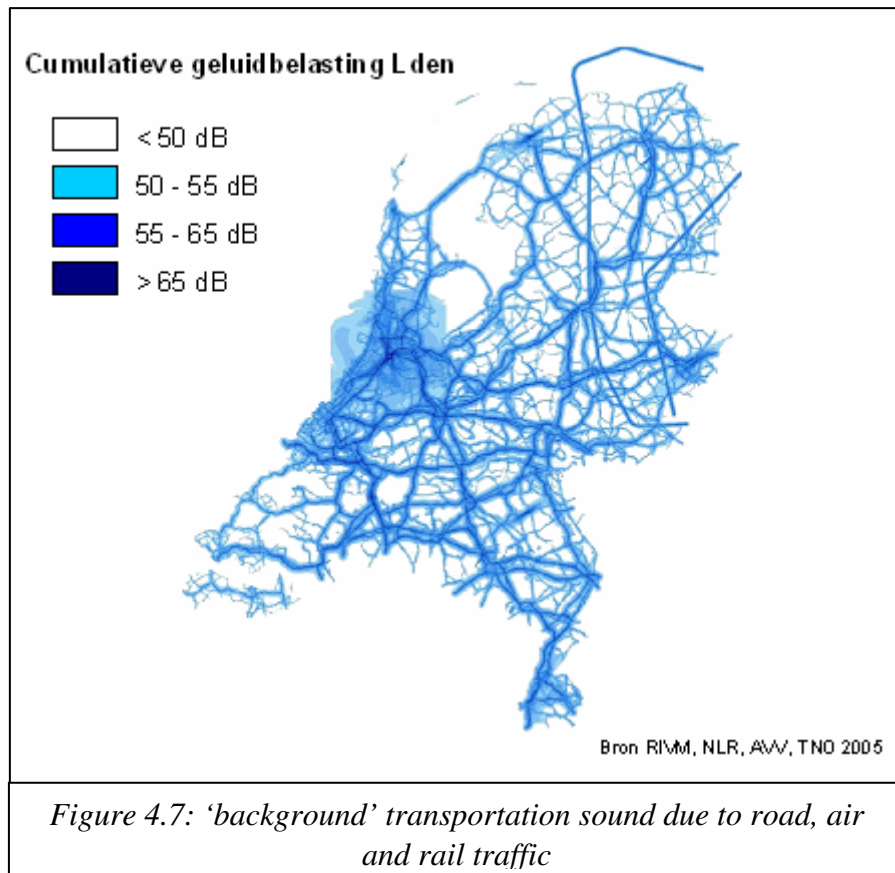 Cumulatieve geluidbelasting Lden
< 50 dB
50 - 55 dB
55 - 65 dB
> 65 dB
Bron RIVM, NLR, AVV, TNO 2005
Figure 4.7: ‘background’ transportation sound due to road, air
and rail traffic